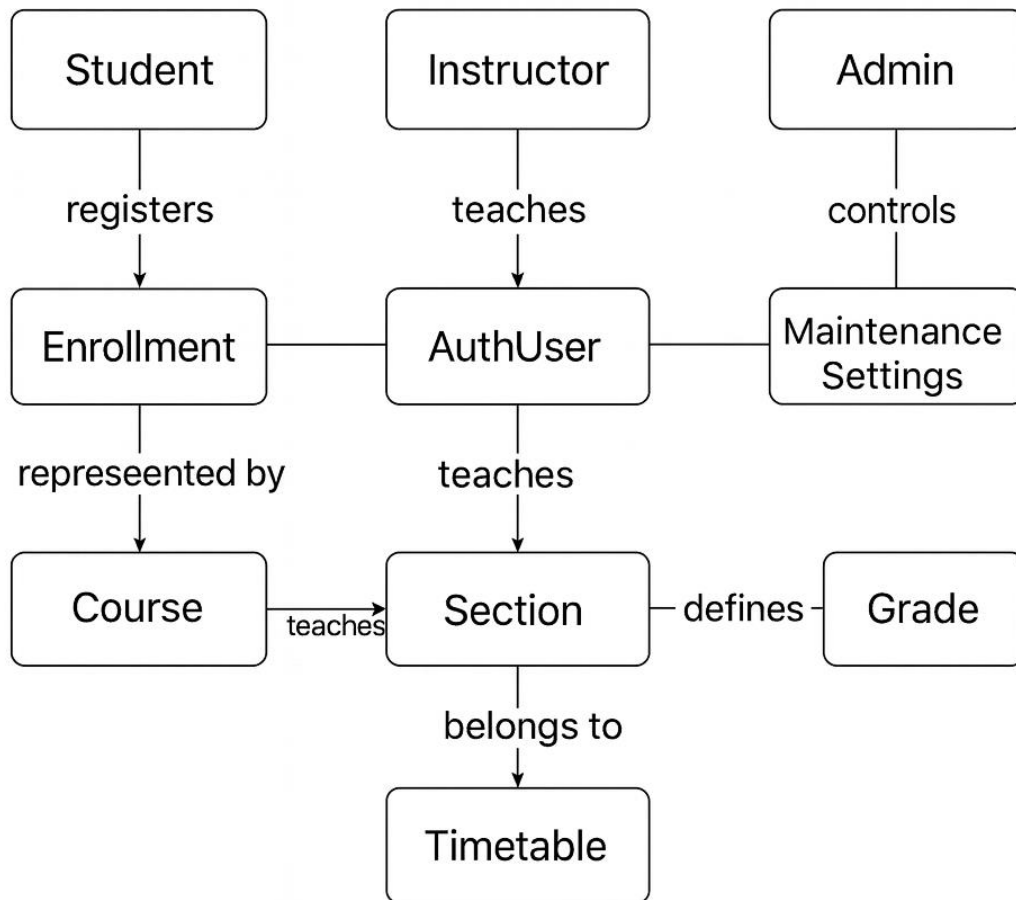 Student
Instructor
Admin
registers
teaches
controls
Enrollment
AuthUser
Maintenance
Settings
represeented by
teaches
Course
teaches
Section
defines
Grade
belongs to
Timetable